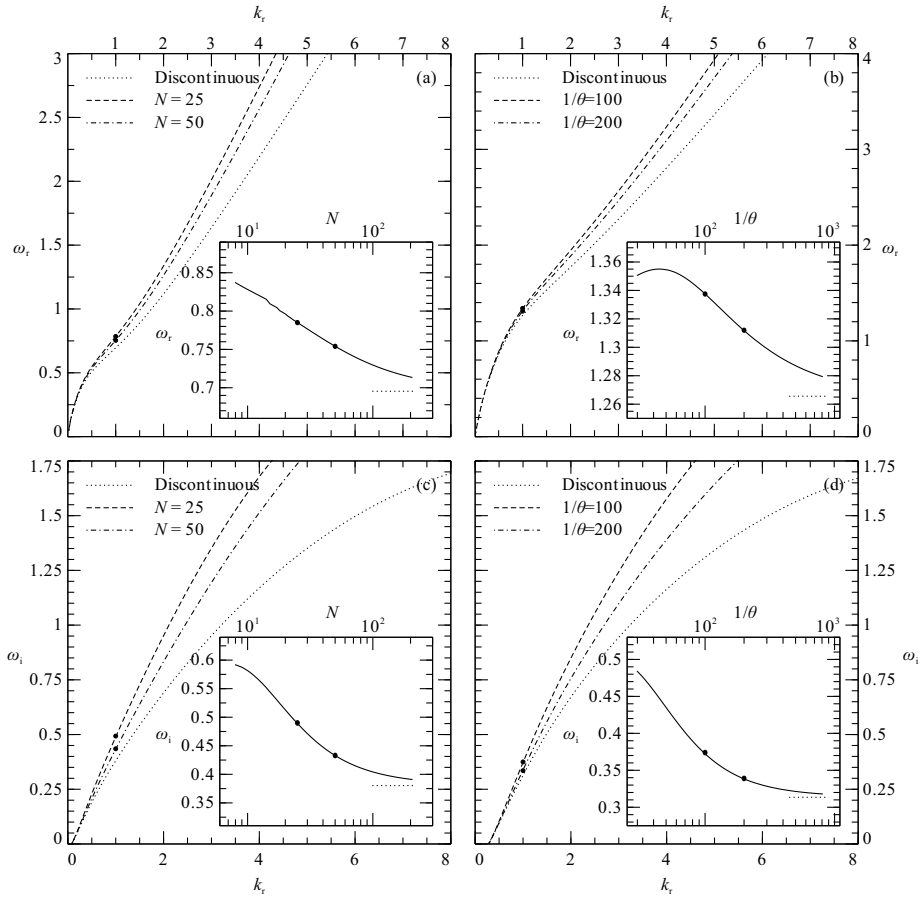 k_r
k_r
1 2 3 4 5 6 7 8
1 2 3 4 5 6 7 8
3
2.5
2
1.5
1
0.5
0
ω_r
Discontinuous
N = 25
N = 50
(a)
10^1 N 10^2
0.85
0.8
0.75
0.7
ω_r
Discontinuous
1/θ=100
1/θ=200
(b)
4
3
2
1
0
ω_r
10^2 1/θ 10^3
1.36
1.34
1.32
1.3
1.28
1.26
ω_r
1.75
1.5
1.25
1
0.75
0.5
0.25
0
ω_i
Discontinuous
N = 25
N = 50
(c)
10^1 N 10^2
0.6
0.55
0.5
0.45
0.4
0.35
ω_i
0 2 4 6 8
k_r
Discontinuous
1/θ=100
1/θ=200
(d)
1.75
1.5
1.25
1
0.75
0.5
0.25
0
ω_i
10^2 1/θ 10^3
0.5
0.45
0.4
0.35
0.3
ω_i
0 2 4 6 8
k_r